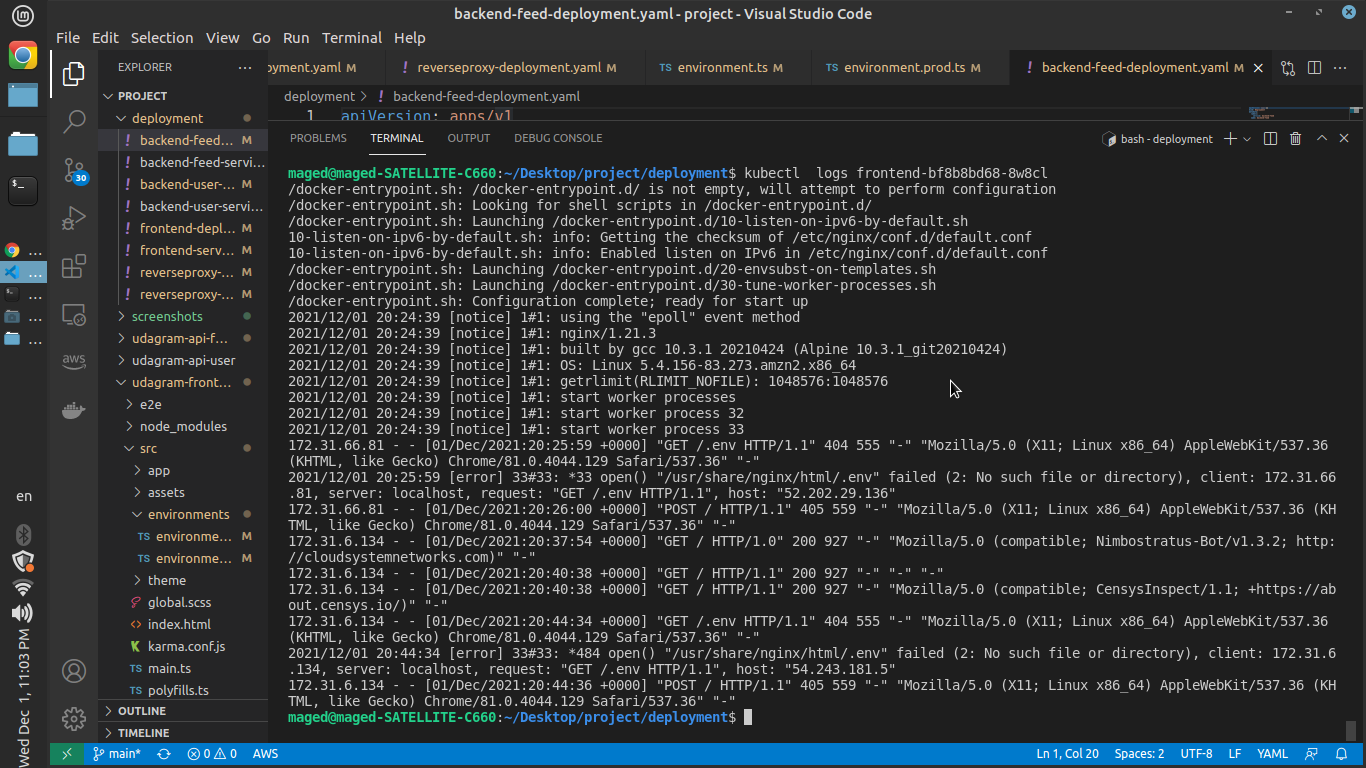 backend-feed-deployment.yaml - project - Visual Studio Code
File Edit Selection View Go Run Terminal Help
EXPLORER
oyment.yaml M
! reverseproxy-deployment.yaml M
TS environment.ts M
TS environment.prod.ts M
! backend-feed-deployment.yaml M
PROJECT
deployment
! backend-feed... M
! backend-feed-servi...
! backend-user-... M
! backend-user-servi...
! frontend-depl... M
! frontend-serv... M
! reverseproxy-... M
! reverseproxy-... M
screenshots
udagram-api-f...
udagram-api-user
udagram-front...
e2e
node_modules
src
app
assets
environments
TS environme... M
TS environme... M
theme
global.scss
index.html
karma.conf.js
TS main.ts
TS polyfills.ts
OUTLINE
TIMELINE
30
aws
deployment > ! backend-feed-deployment.yaml
1 apiVersion: apps/v1
PROBLEMS TERMINAL OUTPUT DEBUG CONSOLE
bash - deployment
maged@maged-SATELLITE-C660:~/Desktop/project/deployment$ kubectl  logs frontend-bf8b8bd68-8w8cl
/docker-entrypoint.sh: /docker-entrypoint.d/ is not empty, will attempt to perform configuration
/docker-entrypoint.sh: Looking for shell scripts in /docker-entrypoint.d/
/docker-entrypoint.sh: Launching /docker-entrypoint.d/10-listen-on-ipv6-by-default.sh
10-listen-on-ipv6-by-default.sh: info: Getting the checksum of /etc/nginx/conf.d/default.conf
10-listen-on-ipv6-by-default.sh: info: Enabled listen on IPv6 in /etc/nginx/conf.d/default.conf
/docker-entrypoint.sh: Launching /docker-entrypoint.d/20-envsubst-on-templates.sh
/docker-entrypoint.sh: Launching /docker-entrypoint.d/30-tune-worker-processes.sh
/docker-entrypoint.sh: Configuration complete; ready for start up
2021/12/01 20:24:39 [notice] 1#1: using the "epoll" event method
2021/12/01 20:24:39 [notice] 1#1: nginx/1.21.3
2021/12/01 20:24:39 [notice] 1#1: built by gcc 10.3.1 20210424 (Alpine 10.3.1_git20210424)
2021/12/01 20:24:39 [notice] 1#1: OS: Linux 5.4.156-83.273.amzn2.x86_64
2021/12/01 20:24:39 [notice] 1#1: getrlimit(RLIMIT_NOFILE): 1048576:1048576
2021/12/01 20:24:39 [notice] 1#1: start worker processes
2021/12/01 20:24:39 [notice] 1#1: start worker process 32
2021/12/01 20:24:39 [notice] 1#1: start worker process 33
172.31.66.81 - - [01/Dec/2021:20:25:59 +0000] "GET /.env HTTP/1.1" 404 555 "-" "Mozilla/5.0 (X11; Linux x86_64) AppleWebKit/537.36
(KHTML, like Gecko) Chrome/81.0.4044.129 Safari/537.36" "-"
2021/12/01 20:25:59 [error] 33#33: *33 open() "/usr/share/nginx/html/.env" failed (2: No such file or directory), client: 172.31.66
.81, server: localhost, request: "GET /.env HTTP/1.1", host: "52.202.29.136"
172.31.66.81 - - [01/Dec/2021:20:26:00 +0000] "POST / HTTP/1.1" 405 559 "-" "Mozilla/5.0 (X11; Linux x86_64) AppleWebKit/537.36 (KH
TML, like Gecko) Chrome/81.0.4044.129 Safari/537.36" "-"
172.31.6.134 - - [01/Dec/2021:20:37:54 +0000] "GET / HTTP/1.0" 200 927 "-" "Mozilla/5.0 (compatible; Nimbostratus-Bot/v1.3.2; http:
//cloudsystemnetworks.com)" "-"
172.31.6.134 - - [01/Dec/2021:20:40:38 +0000] "GET / HTTP/1.1" 200 927 "-" "-" "-"
172.31.6.134 - - [01/Dec/2021:20:40:38 +0000] "GET / HTTP/1.1" 200 927 "-" "Mozilla/5.0 (compatible; CensysInspect/1.1; +https://ab
out.censys.io/)" "-"
172.31.6.134 - - [01/Dec/2021:20:44:34 +0000] "GET /.env HTTP/1.1" 404 555 "-" "Mozilla/5.0 (X11; Linux x86_64) AppleWebKit/537.36
(KHTML, like Gecko) Chrome/81.0.4044.129 Safari/537.36" "-"
2021/12/01 20:44:34 [error] 33#33: *484 open() "/usr/share/nginx/html/.env" failed (2: No such file or directory), client: 172.31.6
.134, server: localhost, request: "GET /.env HTTP/1.1", host: "54.243.181.5"
172.31.6.134 - - [01/Dec/2021:20:44:36 +0000] "POST / HTTP/1.1" 405 559 "-" "Mozilla/5.0 (X11; Linux x86_64) AppleWebKit/537.36 (KH
TML, like Gecko) Chrome/81.0.4044.129 Safari/537.36" "-"
maged@maged-SATELLITE-C660:~/Desktop/project/deployment$
en
Wed Dec 1, 11:03 PM
main* 0 0 AWS
Ln 1, Col 20 Spaces: 2 UTF-8 LF YAML